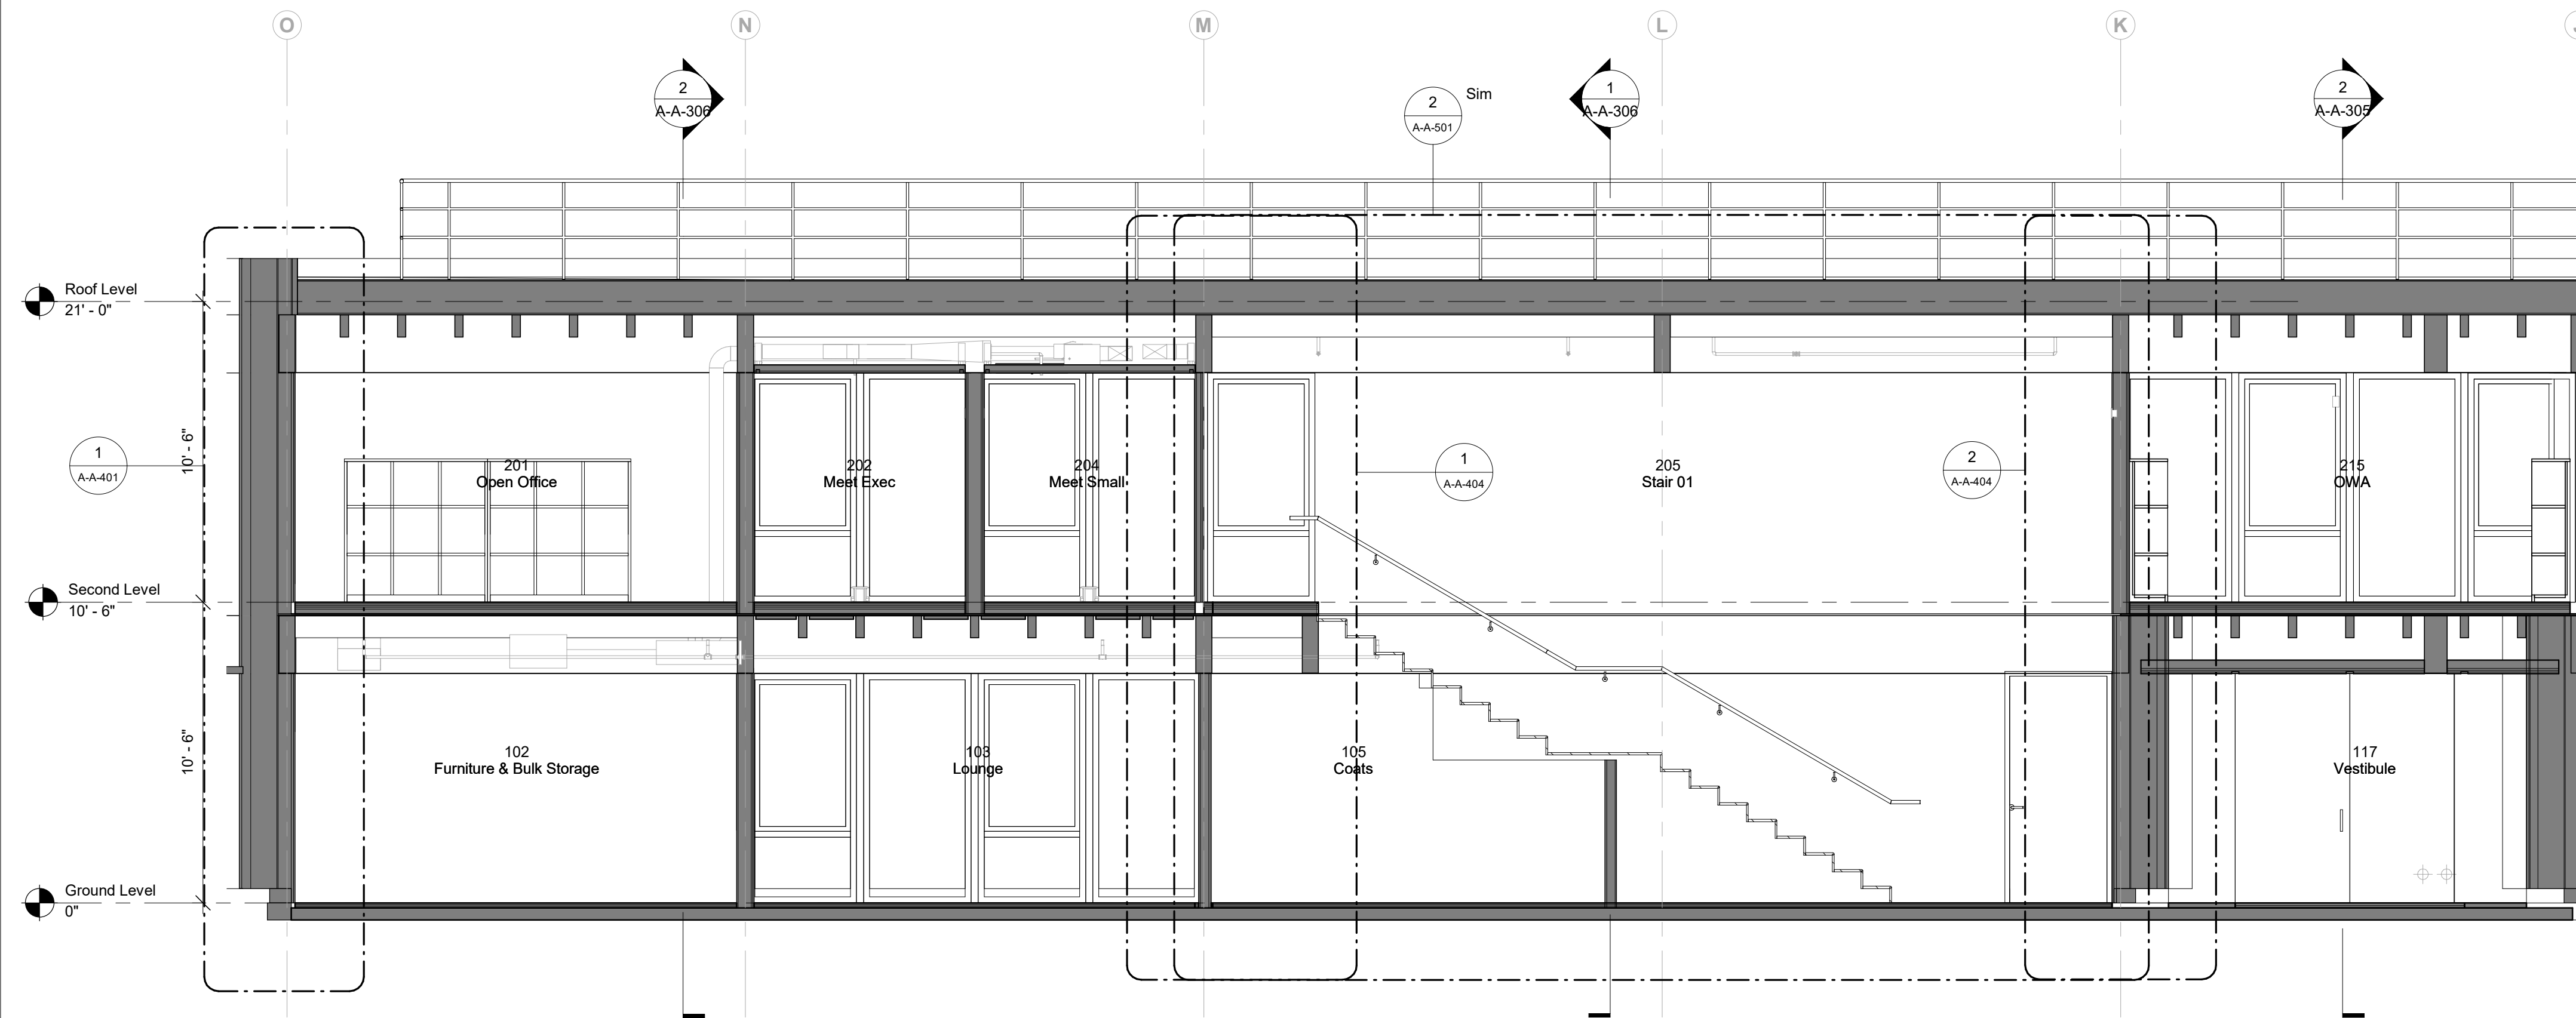 O
N
M
L
K
2
A-A-306
2
A-A-501
Sim
1
A-A-306
2
A-A-305
Roof Level
21' - 0"
10' - 6"
1
A-A-401
201
Open Office
202
Meet Exec
204
Meet Small
1
A-A-404
205
Stair 01
2
A-A-404
215
OWA
Second Level
10' - 6"
10' - 6"
102
Furniture & Bulk Storage
103
Lounge
105
Coats
117
Vestibule
Ground Level
0"